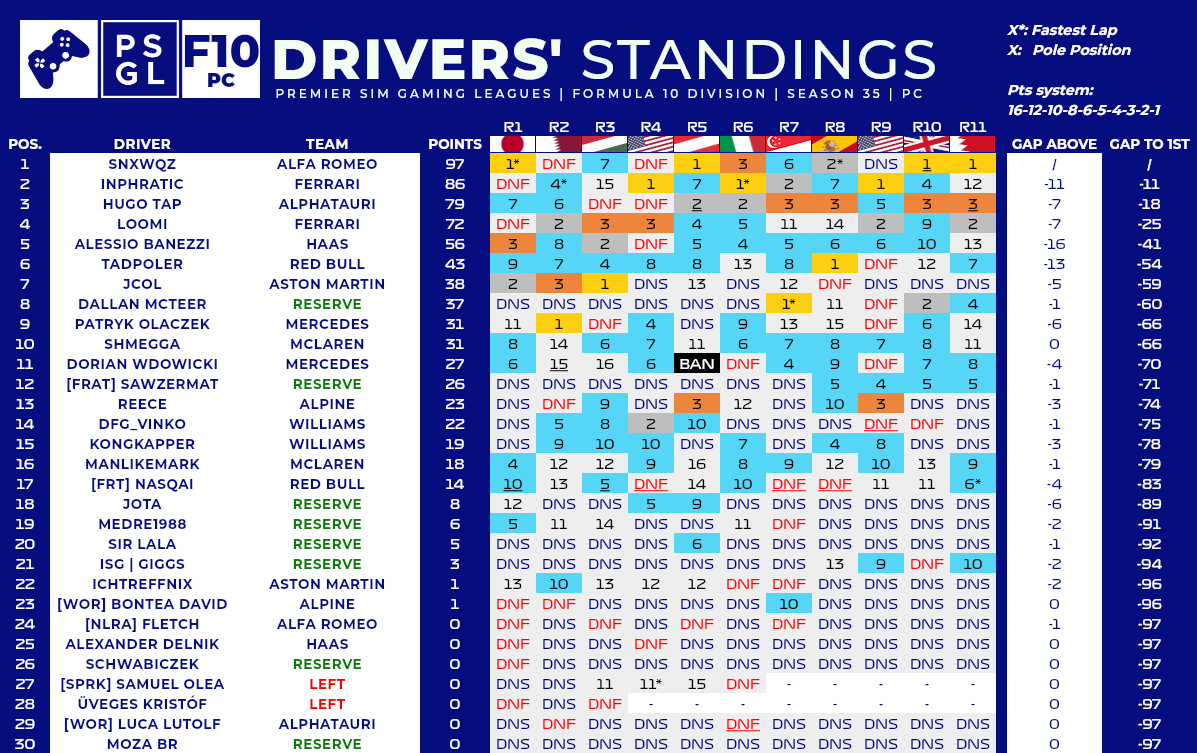 PS GL F10 PC
DRIVERS' STANDINGS
PREMIER SIM GAMING LEAGUES | FORMULA 10 DIVISION | SEASON 35 | PC
X*: Fastest Lap
X: Pole Position
Pts system:
16-12-10-8-6-5-4-3-2-1
POS. DRIVER TEAM POINTS R1 R2 R3 R4 R5 R6 R7 R8 R9 R10 R11 GAP ABOVE GAP TO 1ST
1 SNXWQZ ALFA ROMEO 97 1* DNF 7 DNF 1 3 6 2* DNS 1 1 / /
2 INPHRATIC FERRARI 86 DNF 4* 15 1 7 1* 2 7 1 4 12 -11 -11
3 HUGO TAP ALPHATAURI 79 7 6 DNF DNF 2 2 3 3 5 3 3 -7 -18
4 LOOMI FERRARI 72 DNF 2 3 3 4 5 11 14 2 9 2 -7 -25
5 ALESSIO BANEZZI HAAS 56 3 8 2 DNF 5 4 5 6 6 10 13 -16 -41
6 TADPOLER RED BULL 43 9 7 4 8 8 13 8 1 DNF 12 7 -13 -54
7 JCOL ASTON MARTIN 38 2 3 1 DNS 13 DNS 12 DNF DNS DNS DNS -5 -59
8 DALLAN MCTEER RESERVE 37 DNS DNS DNS DNS DNS DNS 1* 11 DNF 2 4 -1 -60
9 PATRYK OLACZEK MERCEDES 31 11 1 DNF 4 DNS 9 13 15 DNF 6 14 -6 -66
10 SHMEGGA MCLAREN 31 8 14 6 7 11 6 7 8 7 8 11 0 -66
11 DORIAN WDOWICKI MERCEDES 27 6 15 16 6 BAN DNF 4 9 DNF 7 8 -4 -70
12 [FRAT] SAWZERMAT RESERVE 26 DNS DNS DNS DNS DNS DNS DNS 5 4 5 5 -1 -71
13 REECE ALPINE 23 DNS DNF 9 DNS 3 12 DNS 10 3 DNS DNS -3 -74
14 DFG_VINKO WILLIAMS 22 DNS 5 8 2 10 DNS DNS DNS DNF DNF DNS -1 -75
15 KONGKAPPER WILLIAMS 19 DNS 9 10 10 DNS 7 DNS 4 8 DNS DNS -3 -78
16 MANLIKEMARK MCLAREN 18 4 12 12 9 16 8 9 12 10 13 9 -1 -79
17 [FRT] NASQAI RED BULL 14 10 13 5 DNF 14 10 DNF DNF 11 11 6* -4 -83
18 JOTA RESERVE 8 12 DNS DNS 5 9 DNS DNS DNS DNS DNS DNS -6 -89
19 MEDRE1988 RESERVE 6 5 11 14 DNS DNS 11 DNF DNS DNS DNS DNS -2 -91
20 SIR LALA RESERVE 5 DNS DNS DNS DNS 6 DNS DNS DNS DNS DNS DNS -1 -92
21 ISG | GIGGS RESERVE 3 DNS DNS DNS DNS DNS DNS DNS 13 9 DNF 10 -2 -94
22 ICHTREFFNIX ASTON MARTIN 1 13 10 13 12 12 DNF DNF DNS DNS DNS DNS -2 -96
23 [WOR] BONTEA DAVID ALPINE 1 DNF DNF DNS DNS DNS DNS 10 DNS DNS DNS DNS 0 -96
24 [NLRA] FLETCH ALFA ROMEO 0 DNF DNS DNF DNS DNF DNS DNF DNS DNS DNS DNS -1 -97
25 ALEXANDER DELNIK HAAS 0 DNF DNS DNS DNF DNS DNS DNS DNS DNS DNS DNS 0 -97
26 SCHWABICZEK RESERVE 0 DNF DNS DNS DNS DNS DNS DNS DNS DNS DNS DNS 0 -97
27 [SPRK] SAMUEL OLEA LEFT 0 DNS DNS 11 11* 15 DNF - - - - - 0 -97
28 ÜVEGES KRISTÓF LEFT 0 DNF DNS DNF - - - - - - - - 0 -97
29 [WOR] LUCA LUTOLF ALPHATAURI 0 DNS DNF DNS DNS DNS DNF DNS DNS DNS DNS DNS 0 -97
30 MOZA BR RESERVE 0 DNS DNS DNS DNS DNS DNS DNS DNS DNS DNS DNS 0 -97